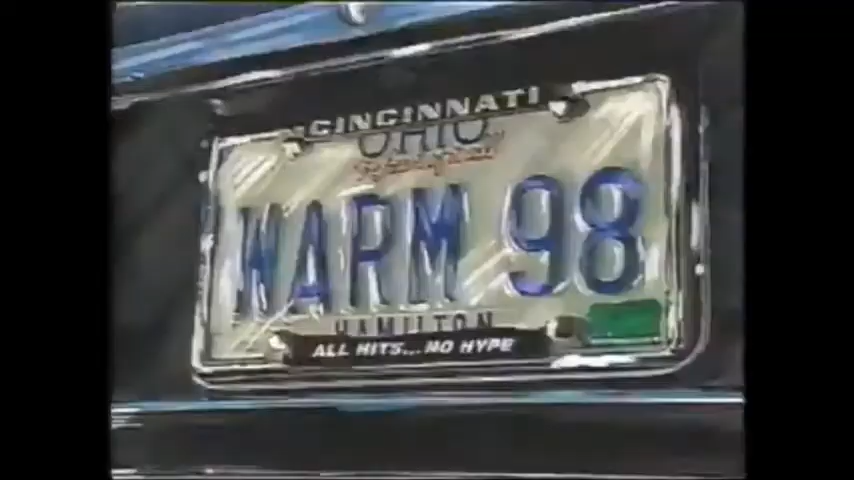 CINCINNATI
OHIO
WARM 98
HAMILTON
ALL HITS...NO HYPE